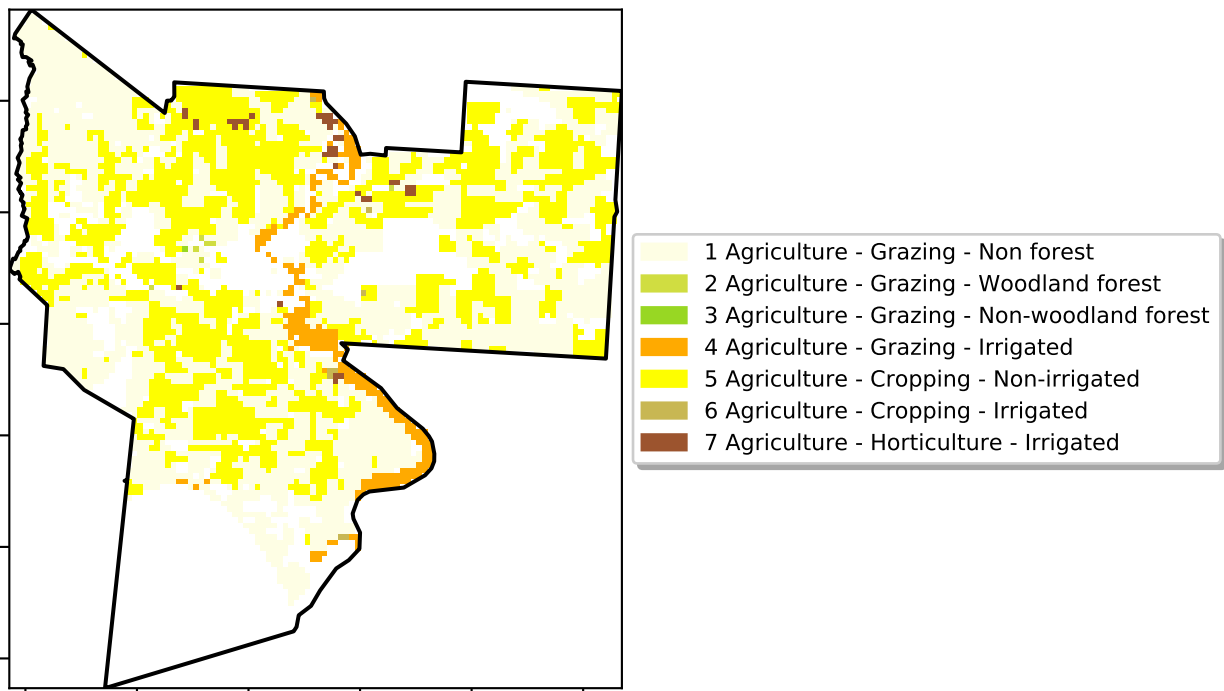 1 Agriculture - Grazing - Non forest
2 Agriculture - Grazing - Woodland forest
3 Agriculture - Grazing - Non-woodland forest
4 Agriculture - Grazing - Irrigated
5 Agriculture - Cropping - Non-irrigated
6 Agriculture - Cropping - Irrigated
7 Agriculture - Horticulture - Irrigated